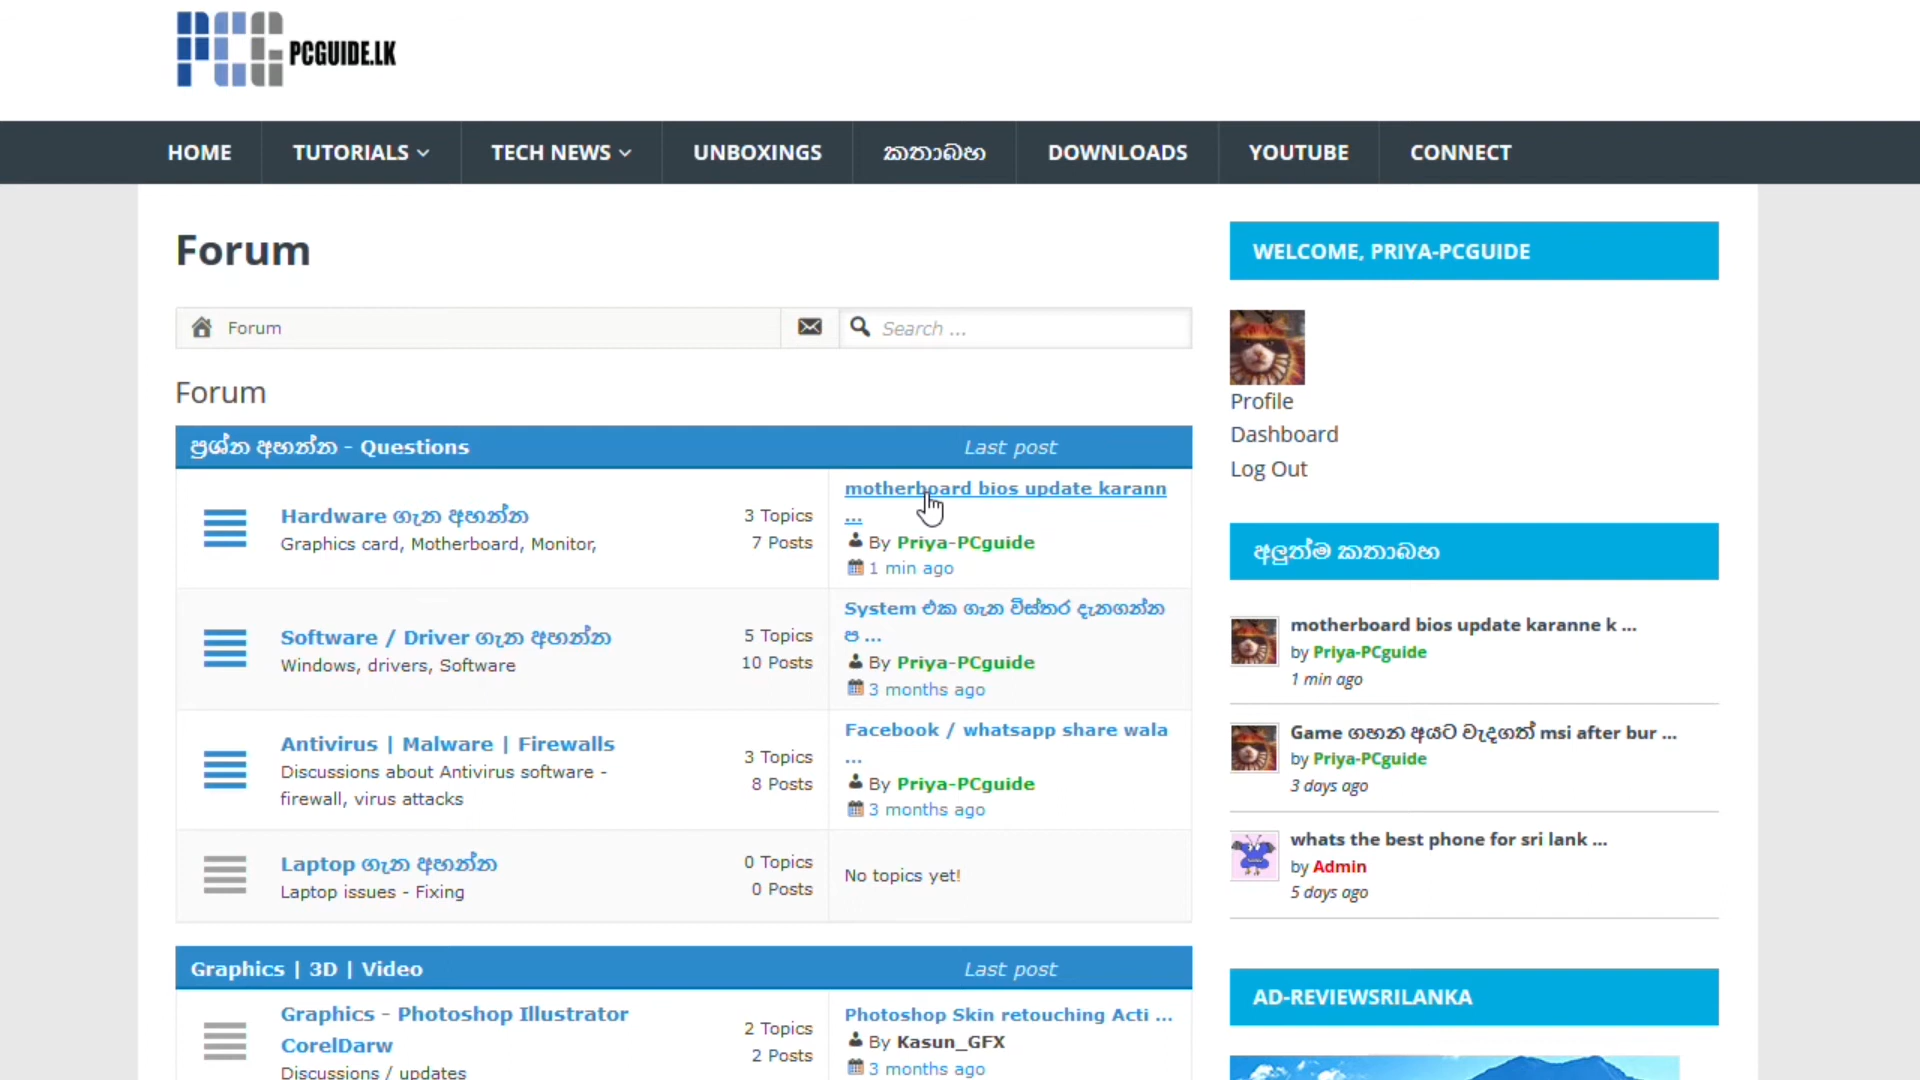 PCG PCGUIDE.LK
HOME TUTORIALS TECH NEWS UNBOXINGS කතාබහ DOWNLOADS YOUTUBE CONNECT
Forum
Forum
Search ...
Forum
ප්‍රශ්න අහන්න - Questions Last post
Hardware ගැන අහන්න
Graphics card, Motherboard, Monitor,
3 Topics
7 Posts
motherboard bios update karann
...
By Priya-PCguide
1 min ago
Software / Driver ගැන අහන්න
Windows, drivers, Software
5 Topics
10 Posts
System එක ගැන විස්තර දැනගන්න
ප ...
By Priya-PCguide
3 months ago
Antivirus | Malware | Firewalls
Discussions about Antivirus software -
firewall, virus attacks
3 Topics
8 Posts
Facebook / whatsapp share wala
...
By Priya-PCguide
3 months ago
Laptop ගැන අහන්න
Laptop issues - Fixing
0 Topics
0 Posts
No topics yet!
Graphics | 3D | Video Last post
Graphics - Photoshop Illustrator
CorelDarw
Discussions / updates
2 Topics
2 Posts
Photoshop Skin retouching Acti ...
By Kasun_GFX
3 months ago
WELCOME, PRIYA-PCGUIDE
Profile
Dashboard
Log Out
අලුත්ම කතාබහ
motherboard bios update karanne k ...
by Priya-PCguide
1 min ago
Game ගහන අයට වැදගත් msi after bur ...
by Priya-PCguide
3 days ago
whats the best phone for sri lank ...
by Admin
5 days ago
AD-REVIEWSRILANKA